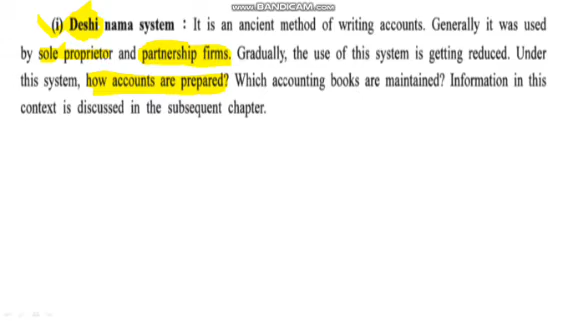 www.BANDICAM.com
(i) Deshi nama system : It is an ancient method of writing accounts. Generally it was used
by sole proprietor and partnership firms. Gradually, the use of this system is getting reduced. Under
this system, how accounts are prepared? Which accounting books are maintained? Information in this
context is discussed in the subsequent chapter.